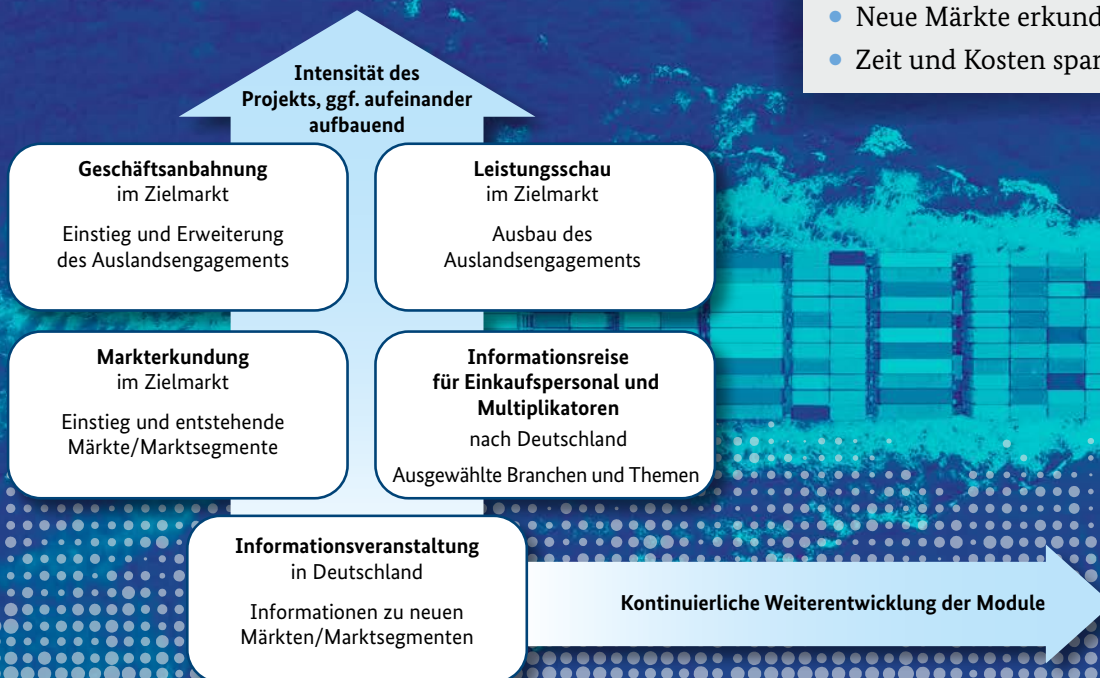 • Neue Märkte erkund
• Zeit und Kosten spar
Intensität des
Projekts, ggf. aufeinander
aufbauend
Geschäftsanbahnung
im Zielmarkt
Einstieg und Erweiterung
des Auslandsengagements
Leistungsschau
im Zielmarkt
Ausbau des
Auslandsengagements
Markterkundung
im Zielmarkt
Einstieg und entstehende
Märkte/Marktsegmente
Informationsreise
für Einkaufspersonal und
Multiplikatoren
nach Deutschland
Ausgewählte Branchen und Themen
Informationsveranstaltung
in Deutschland
Informationen zu neuen
Märkten/Marktsegmenten
Kontinuierliche Weiterentwicklung der Module